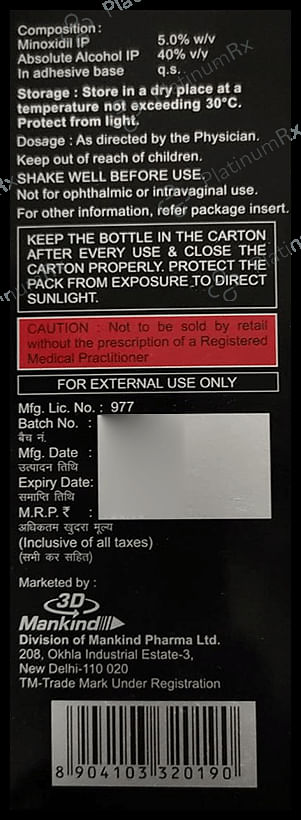 Composition:
Minoxidil IP 5.0% w/v
Absolute Alcohol IP 40% v/v
In adhesive base q.s.
Storage : Store in a dry place at a
temperature not exceeding 30°C.
Protect from light.
Dosage : As directed by the Physician.
Keep out of reach of children.
SHAKE WELL BEFORE USE.
Not for ophthalmic or intravaginal use.
For other information, refer package insert.
KEEP THE BOTTLE IN THE CARTON
AFTER EVERY USE & CLOSE THE
CARTON PROPERLY. PROTECT THE
PACK FROM EXPOSURE TO DIRECT
SUNLIGHT.
CAUTION : Not to be sold by retail
without the prescription of a Registered
Medical Practitioner
FOR EXTERNAL USE ONLY
Mfg. Lic. No. : 977
Batch No. :
बैच नं.
Mfg. Date :
उत्पादन तिथि
Expiry Date:
समाप्ति तिथि
M.R.P. ₹ :
अधिकतम खुदरा मूल्य
(Inclusive of all taxes)
(सभी कर सहित)
Marketed by :
3D
Mankind
Division of Mankind Pharma Ltd.
208, Okhla Industrial Estate-3,
New Delhi-110 020
TM-Trade Mark Under Registration
8 904103 320190
PlatinumRx
PlatinumRx
PlatinumRx